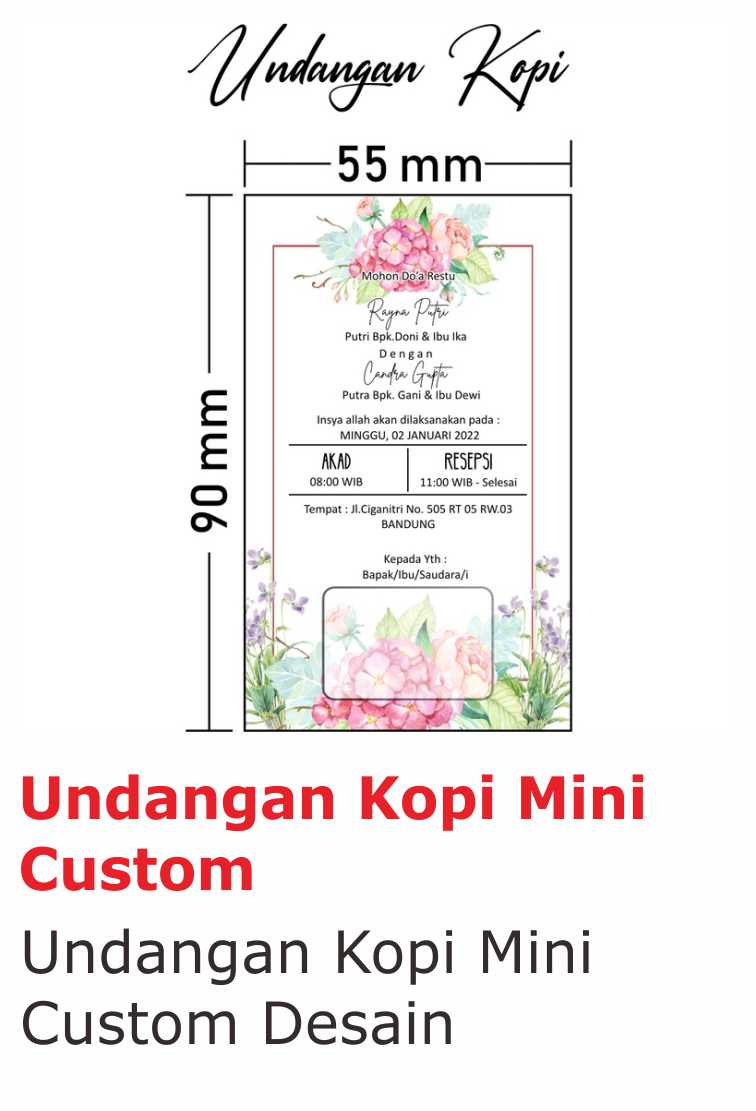 Undangan Kopi
55 mm
90 mm
Mohon Do'a Restu
Rayna Putri
Putri Bpk.Doni & Ibu Ika
Dengan
Candra Gupta
Putra Bpk. Gani & Ibu Dewi
Insya allah akan dilaksanakan pada :
MINGGU, 02 JANUARI 2022
AKAD
08:00 WIB
RESEPSI
11:00 WIB - Selesai
Tempat : Jl.Ciganitri No. 505 RT 05 RW.03
BANDUNG
Kepada Yth :
Bapak/Ibu/Saudara/i
Undangan Kopi Mini
Custom
Undangan Kopi Mini
Custom Desain